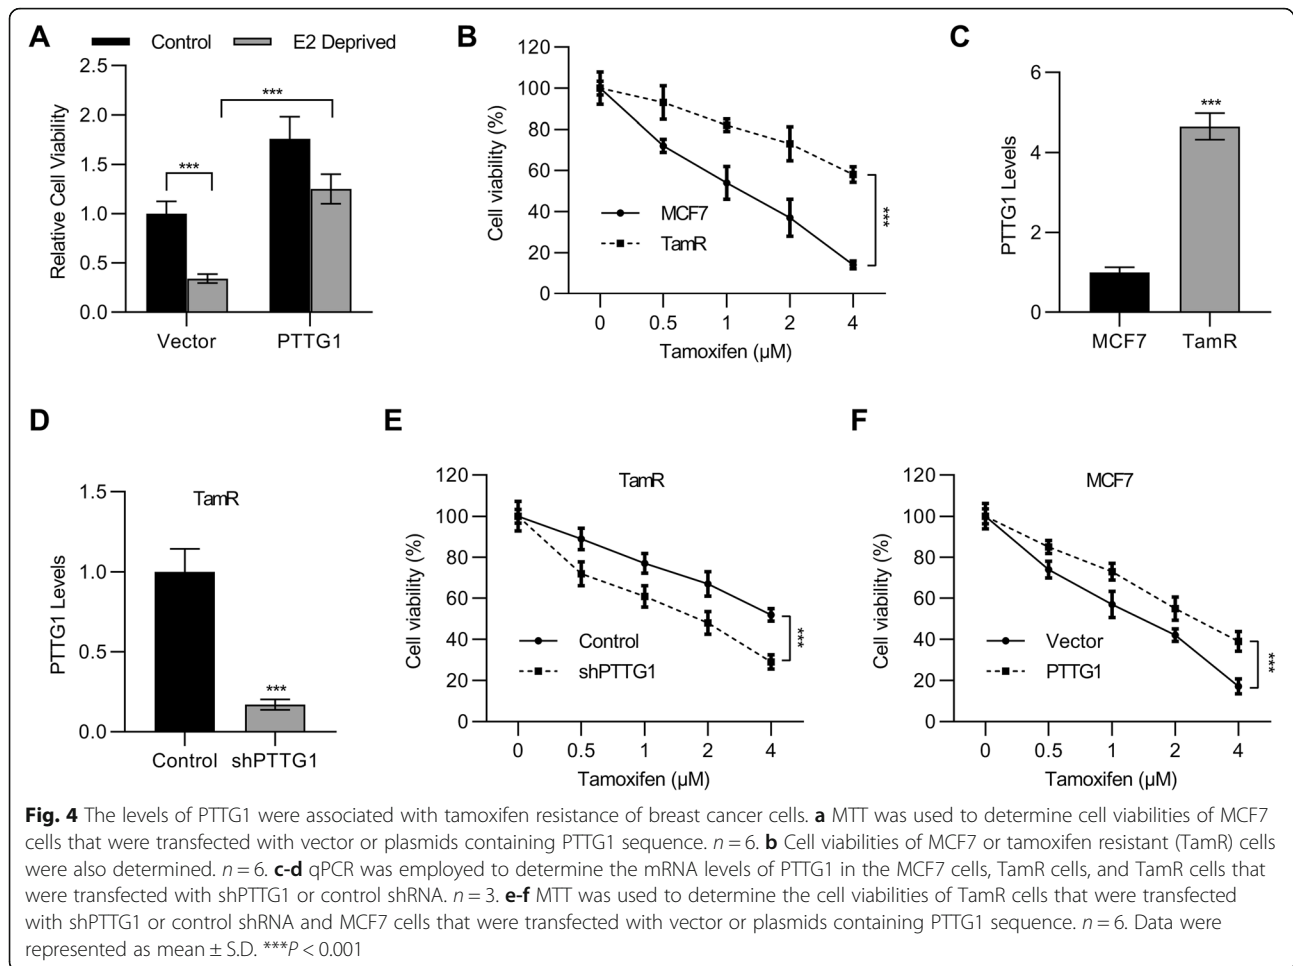 A
Control
E2 Deprived
2.5
2.0
1.5
1.0
0.5
0.0
Relative Cell Viability
***
***
Vector
PTTG1
B
120
100
80
60
40
20
0
Cell viability (%)
MCF7
TamR
***
0
0.5
1
2
4
Tamoxifen (µM)
C
6
4
2
0
PTTG1 Levels
***
MCF7
TamR
D
TamR
1.5
1.0
0.5
0.0
PTTG1 Levels
***
Control
shPTTG1
E
TamR
120
100
80
60
40
20
0
Cell viability (%)
Control
shPTTG1
***
0
0.5
1
2
4
Tamoxifen (µM)
F
MCF7
120
100
80
60
40
20
0
Cell viability (%)
Vector
PTTG1
***
0
0.5
1
2
4
Tamoxifen (µM)
Fig. 4 The levels of PTTG1 were associated with tamoxifen resistance of breast cancer cells. a MTT was used to determine cell viabilities of MCF7
cells that were transfected with vector or plasmids containing PTTG1 sequence. n = 6. b Cell viabilities of MCF7 or tamoxifen resistant (TamR) cells
were also determined. n = 6. c-d qPCR was employed to determine the mRNA levels of PTTG1 in the MCF7 cells, TamR cells, and TamR cells that
were transfected with shPTTG1 or control shRNA. n = 3. e-f MTT was used to determine the cell viabilities of TamR cells that were transfected
with shPTTG1 or control shRNA and MCF7 cells that were transfected with vector or plasmids containing PTTG1 sequence. n = 6. Data were
represented as mean ± S.D. ***P < 0.001